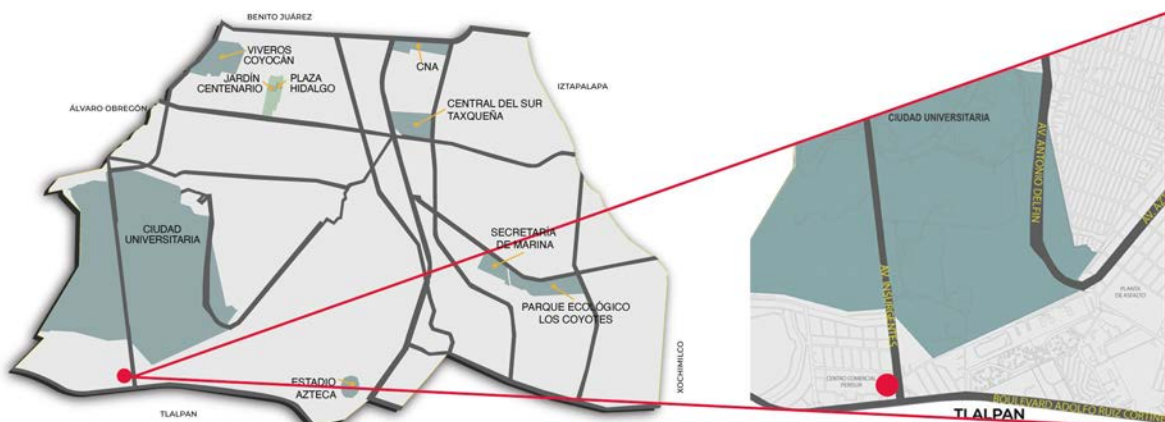 BENITO JUÁREZ
VIVEROS
COYOCÁN
CNA
JARDÍN
CENTENARIO
PLAZA
HIDALGO
IZTAPALAPA
ÁLVARO OBREGÓN
CENTRAL DEL SUR
TAXQUEÑA
CIUDAD
UNIVERSITARIA
SECRETARÍA
DE MARINA
PARQUE ECOLÓGICO
LOS COYOTES
XOCHIMILCO
ESTADIO
AZTECA
TLALPAN
CIUDAD UNIVERSITARIA
AV. ANTONIO DELFIN
AV. INSURGENTES
PLANTA
DE ASFALTO
CENTRO COMERCIAL
PERISUR
TLALPAN
BOULEVARD ADOLFO RUIZ CORTINE